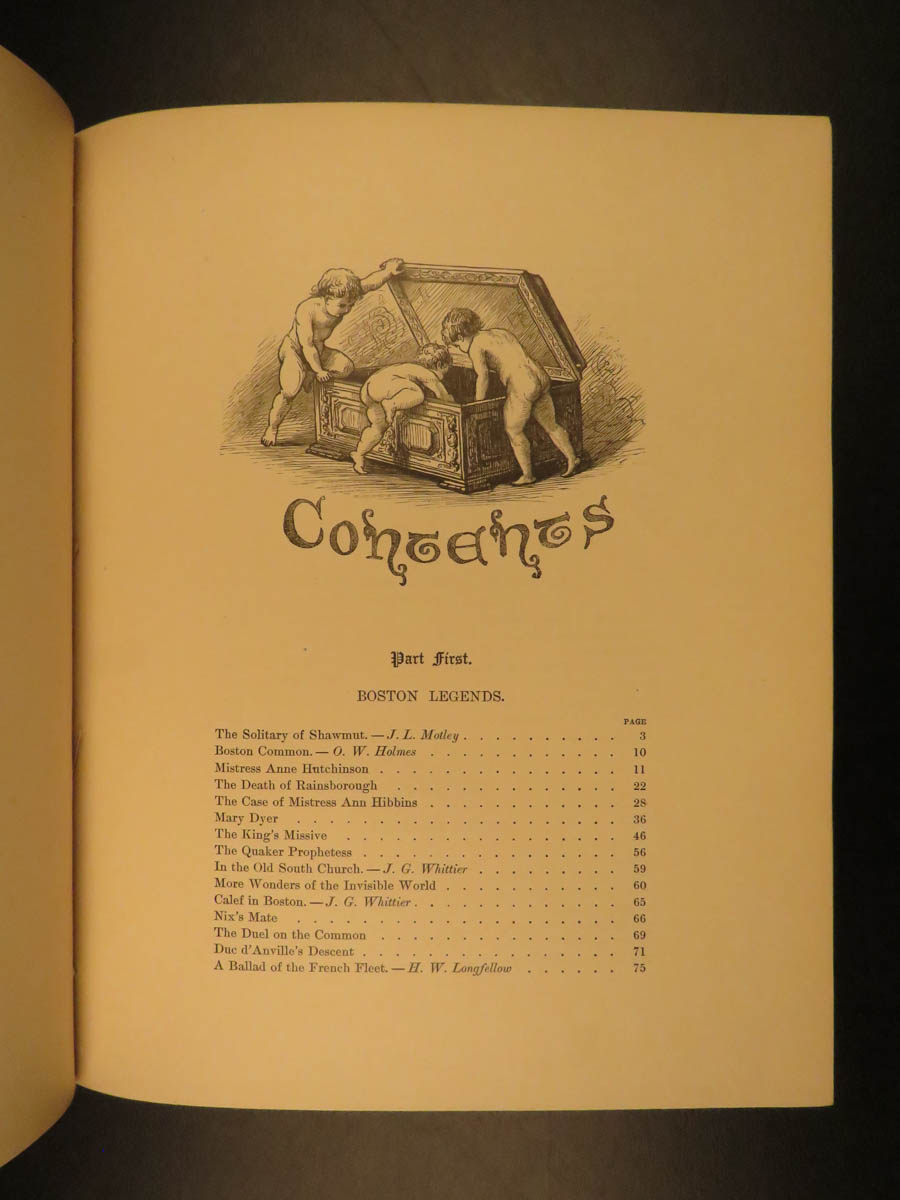 Contents
Part First.
BOSTON LEGENDS.
PAGE
The Solitary of Shawmut. — J. L. Motley . . . . . . . . . . 3
Boston Common. — O. W. Holmes . . . . . . . . . . . . . 10
Mistress Anne Hutchinson . . . . . . . . . . . . . . . 11
The Death of Rainsborough . . . . . . . . . . . . . . 22
The Case of Mistress Ann Hibbins . . . . . . . . . . . . 28
Mary Dyer . . . . . . . . . . . . . . . . . . 36
The King's Missive . . . . . . . . . . . . . . . . 46
The Quaker Prophetess . . . . . . . . . . . . . . . . 56
In the Old South Church. — J. G. Whittier . . . . . . . . . 59
More Wonders of the Invisible World . . . . . . . . . . . 60
Calef in Boston. — J. G. Whittier . . . . . . . . . . . . . 65
Nix's Mate . . . . . . . . . . . . . . . . . . 66
The Duel on the Common . . . . . . . . . . . . . . . 69
Duc d'Anville's Descent . . . . . . . . . . . . . . . . 71
A Ballad of the French Fleet. — H. W. Longfellow . . . . . . 75